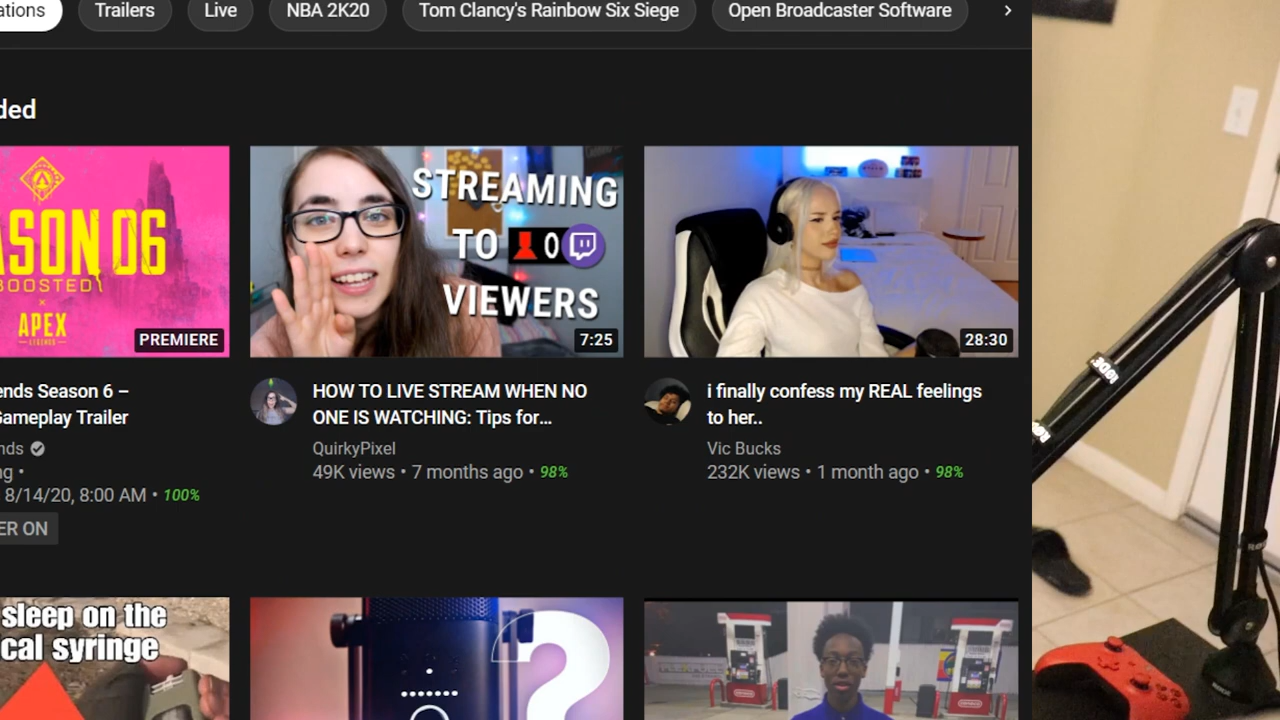 ations
Trailers
Live
NBA 2K20
Tom Clancy's Rainbow Six Siege
Open Broadcaster Software
ded
ASON 06
BOOSTED
×
APEX
LEGENDS
PREMIERE
STREAMING
TO 0
VIEWERS
7:25
28:30
ends Season 6 –
Gameplay Trailer
nds
ng •
8/14/20, 8:00 AM • 100%
ER ON
HOW TO LIVE STREAM WHEN NO
ONE IS WATCHING: Tips for...
QuirkyPixel
49K views • 7 months ago • 98%
i finally confess my REAL feelings
to her..
Vic Bucks
232K views • 1 month ago • 98%
sleep on the
cal syringe
?
RODE